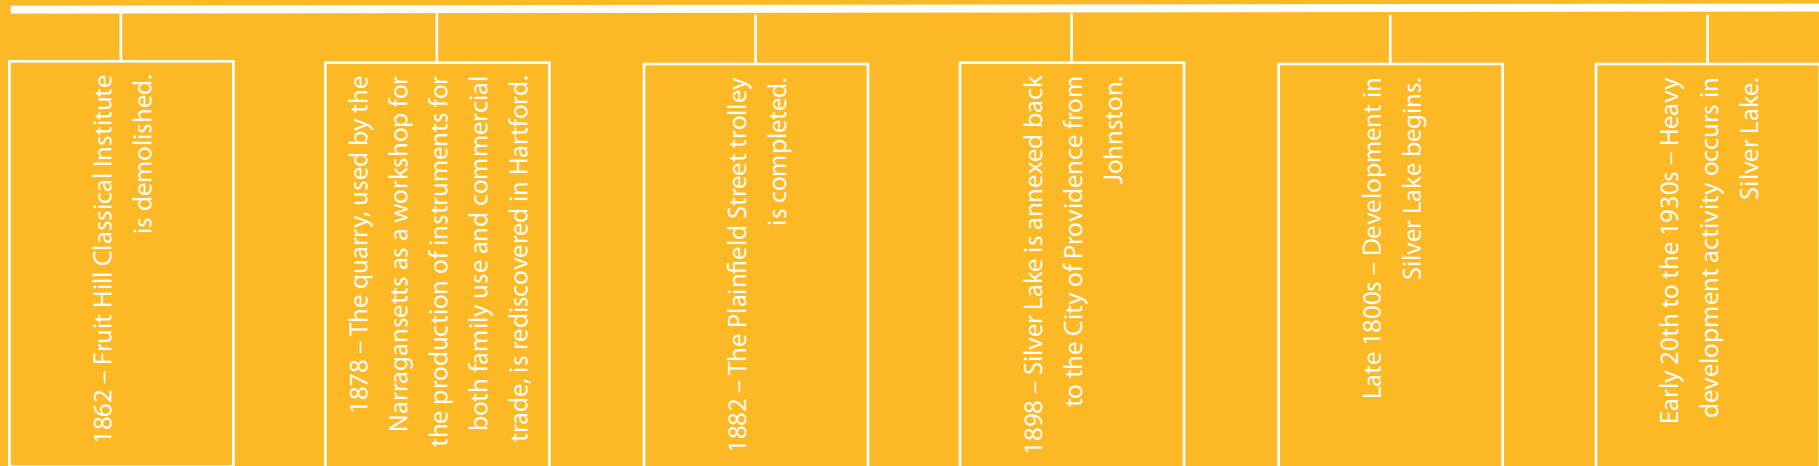 1862 – Fruit Hill Classical Institute
is demolished.
1878 – The quarry, used by the
Narragansetts as a workshop for
the production of instruments for
both family use and commercial
trade, is rediscovered in Hartford.
1882 – The Plainfield Street trolley
is completed.
1898 – Silver Lake is annexed back
to the City of Providence from
Johnston.
Late 1800s – Development in
Silver Lake begins.
Early 20th to the 1930s – Heavy
development activity occurs in
Silver Lake.